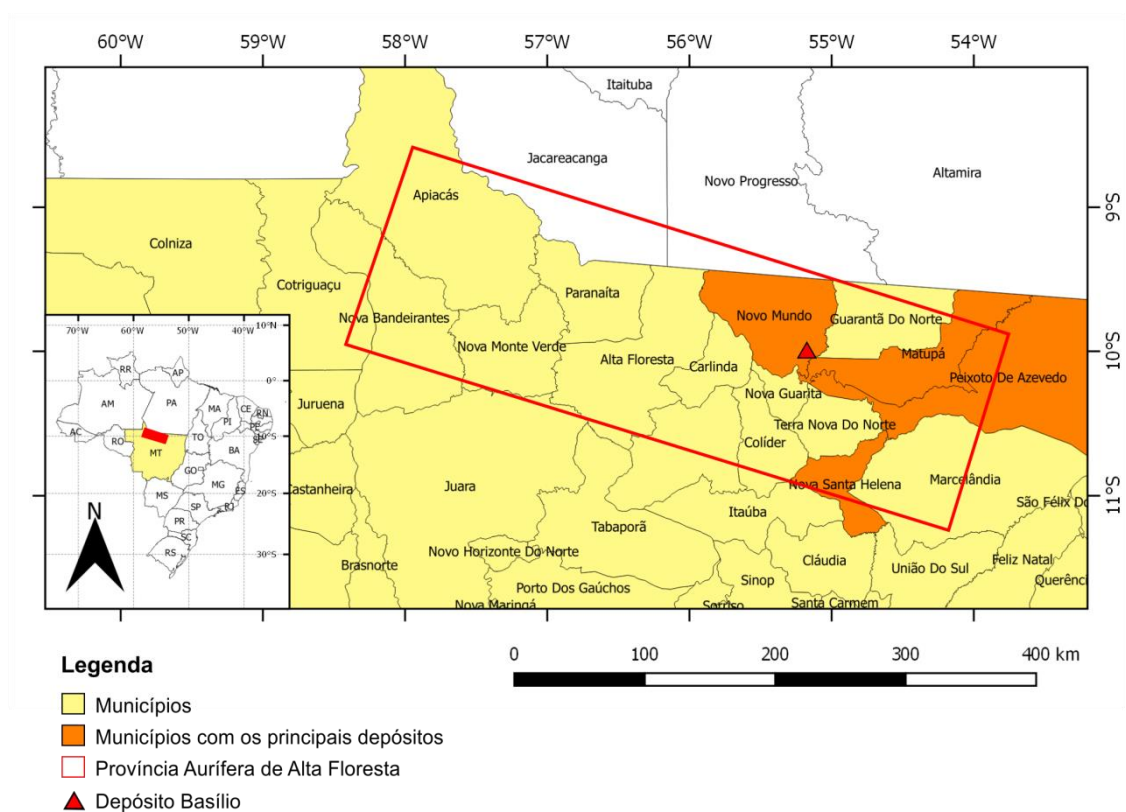 60°W 59°W 58°W 57°W 56°W 55°W 54°W
Itaituba
Jacareacanga
Altamira
Novo Progresso
Apiacás
9°S
Colniza
Cotriguaçu
Paranaíta
Nova Bandeirantes
Novo Mundo
Guarantã Do Norte
Nova Monte Verde
Alta Floresta
Matupá
10°S
Carlinda
Peixoto De Azevedo
Nova Guarita
Juruena
Terra Nova Do Norte
Colíder
Castanheira
Juara
Nova Santa Helena
Marcelândia
Itaúba
São Félix Do
11°S
Tabaporã
Novo Horizonte Do Norte
Cláudia
Feliz Natal
Brasnorte
União Do Sul
Sinop
Porto Dos Gaúchos
Querênci
Nova Maringá
Sorriso
Santa Carmem
70°W 60°W 50°W 40°W
10°N
RR
AP
0°
AM
PA
MA
CE
RN
PI
PE
10°S
AC
RO
TO
SE
MT
BA
GO
MG
20°S
MS
ES
SP
RJ
PR
SC
30°S
RS
N
0 100 200 300 400 km
Legenda
Municípios
Municípios com os principais depósitos
Província Aurífera de Alta Floresta
Depósito Basílio